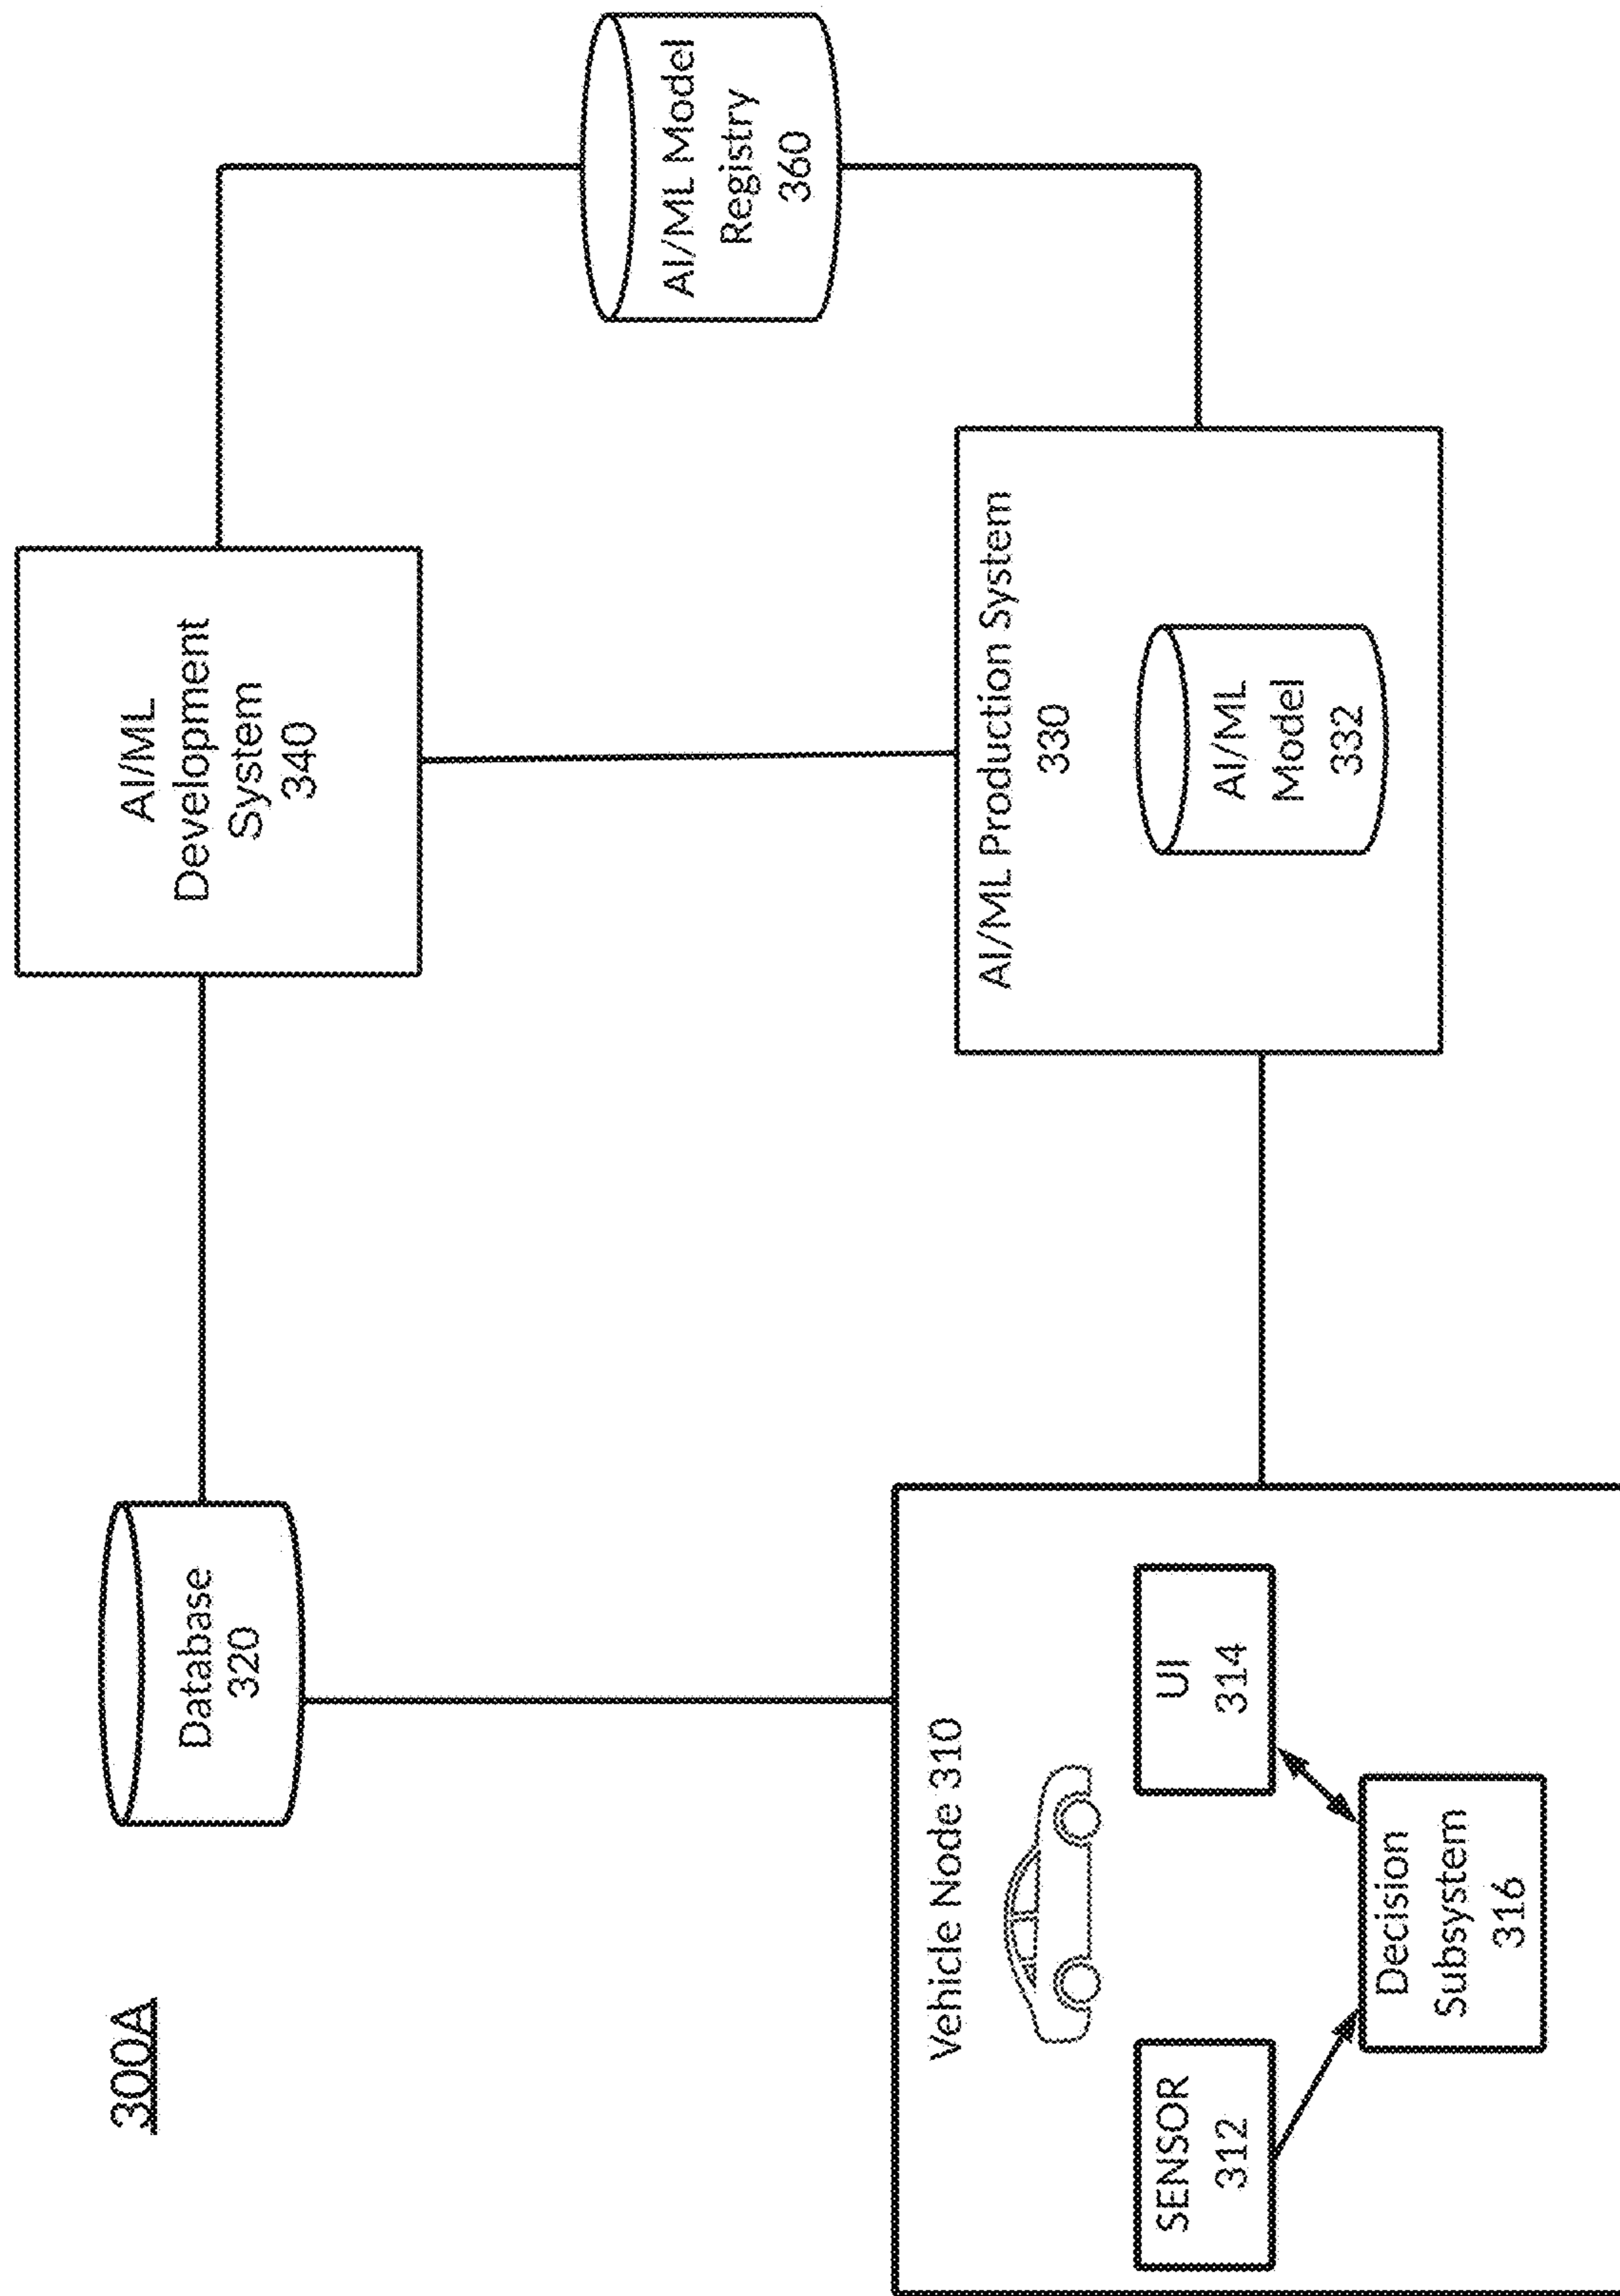 300A
Database
320
AI/ML
Development
System
340
AI/ML Model
Registry
360
Vehicle Node 310
SENSOR
312
UI
314
Decision
Subsystem
316
AI/ML Production System
330
AI/ML
Model
332